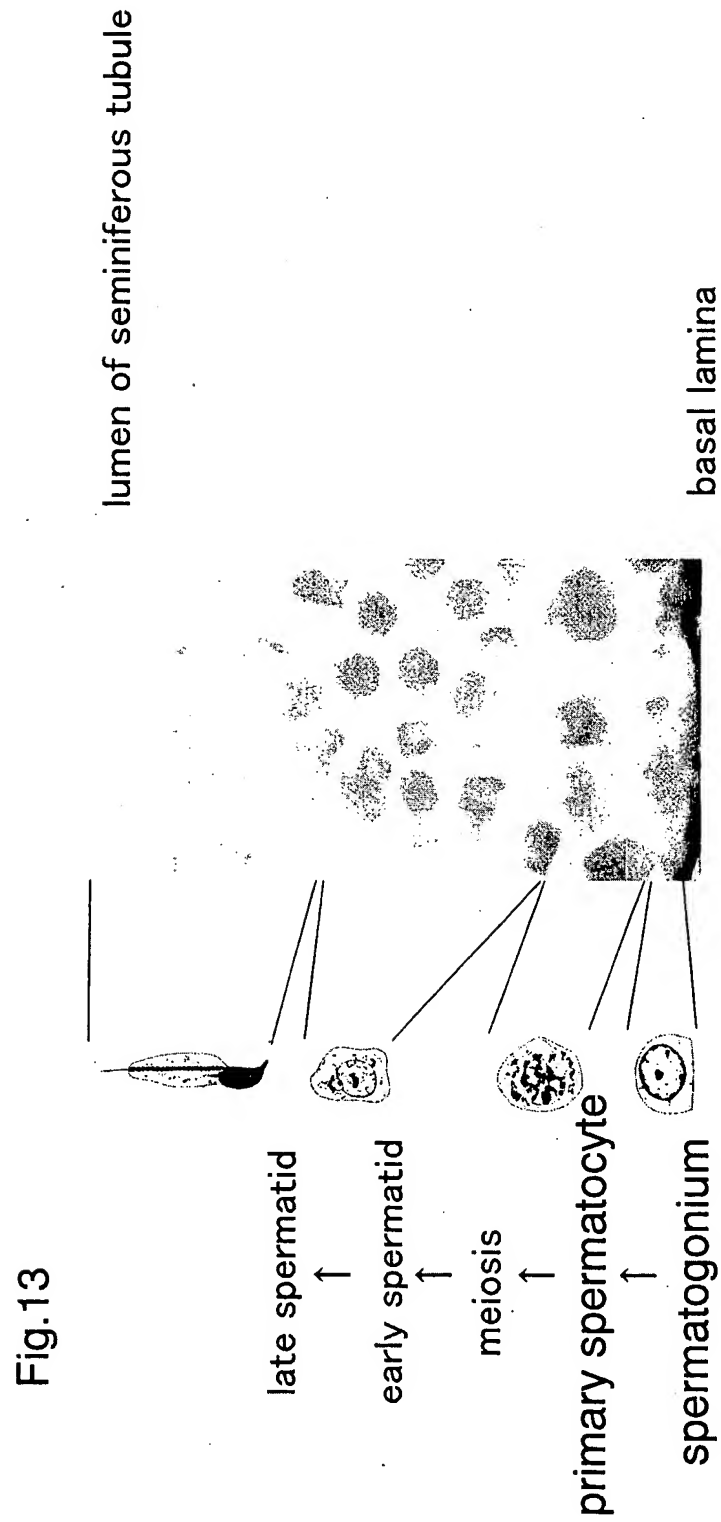 Fig.13
lumen of seminiferous tubule
late spermatid
↑
early spermatid
↑
meiosis
↑
primary spermatocyte
↑
spermatogonium
basal lamina